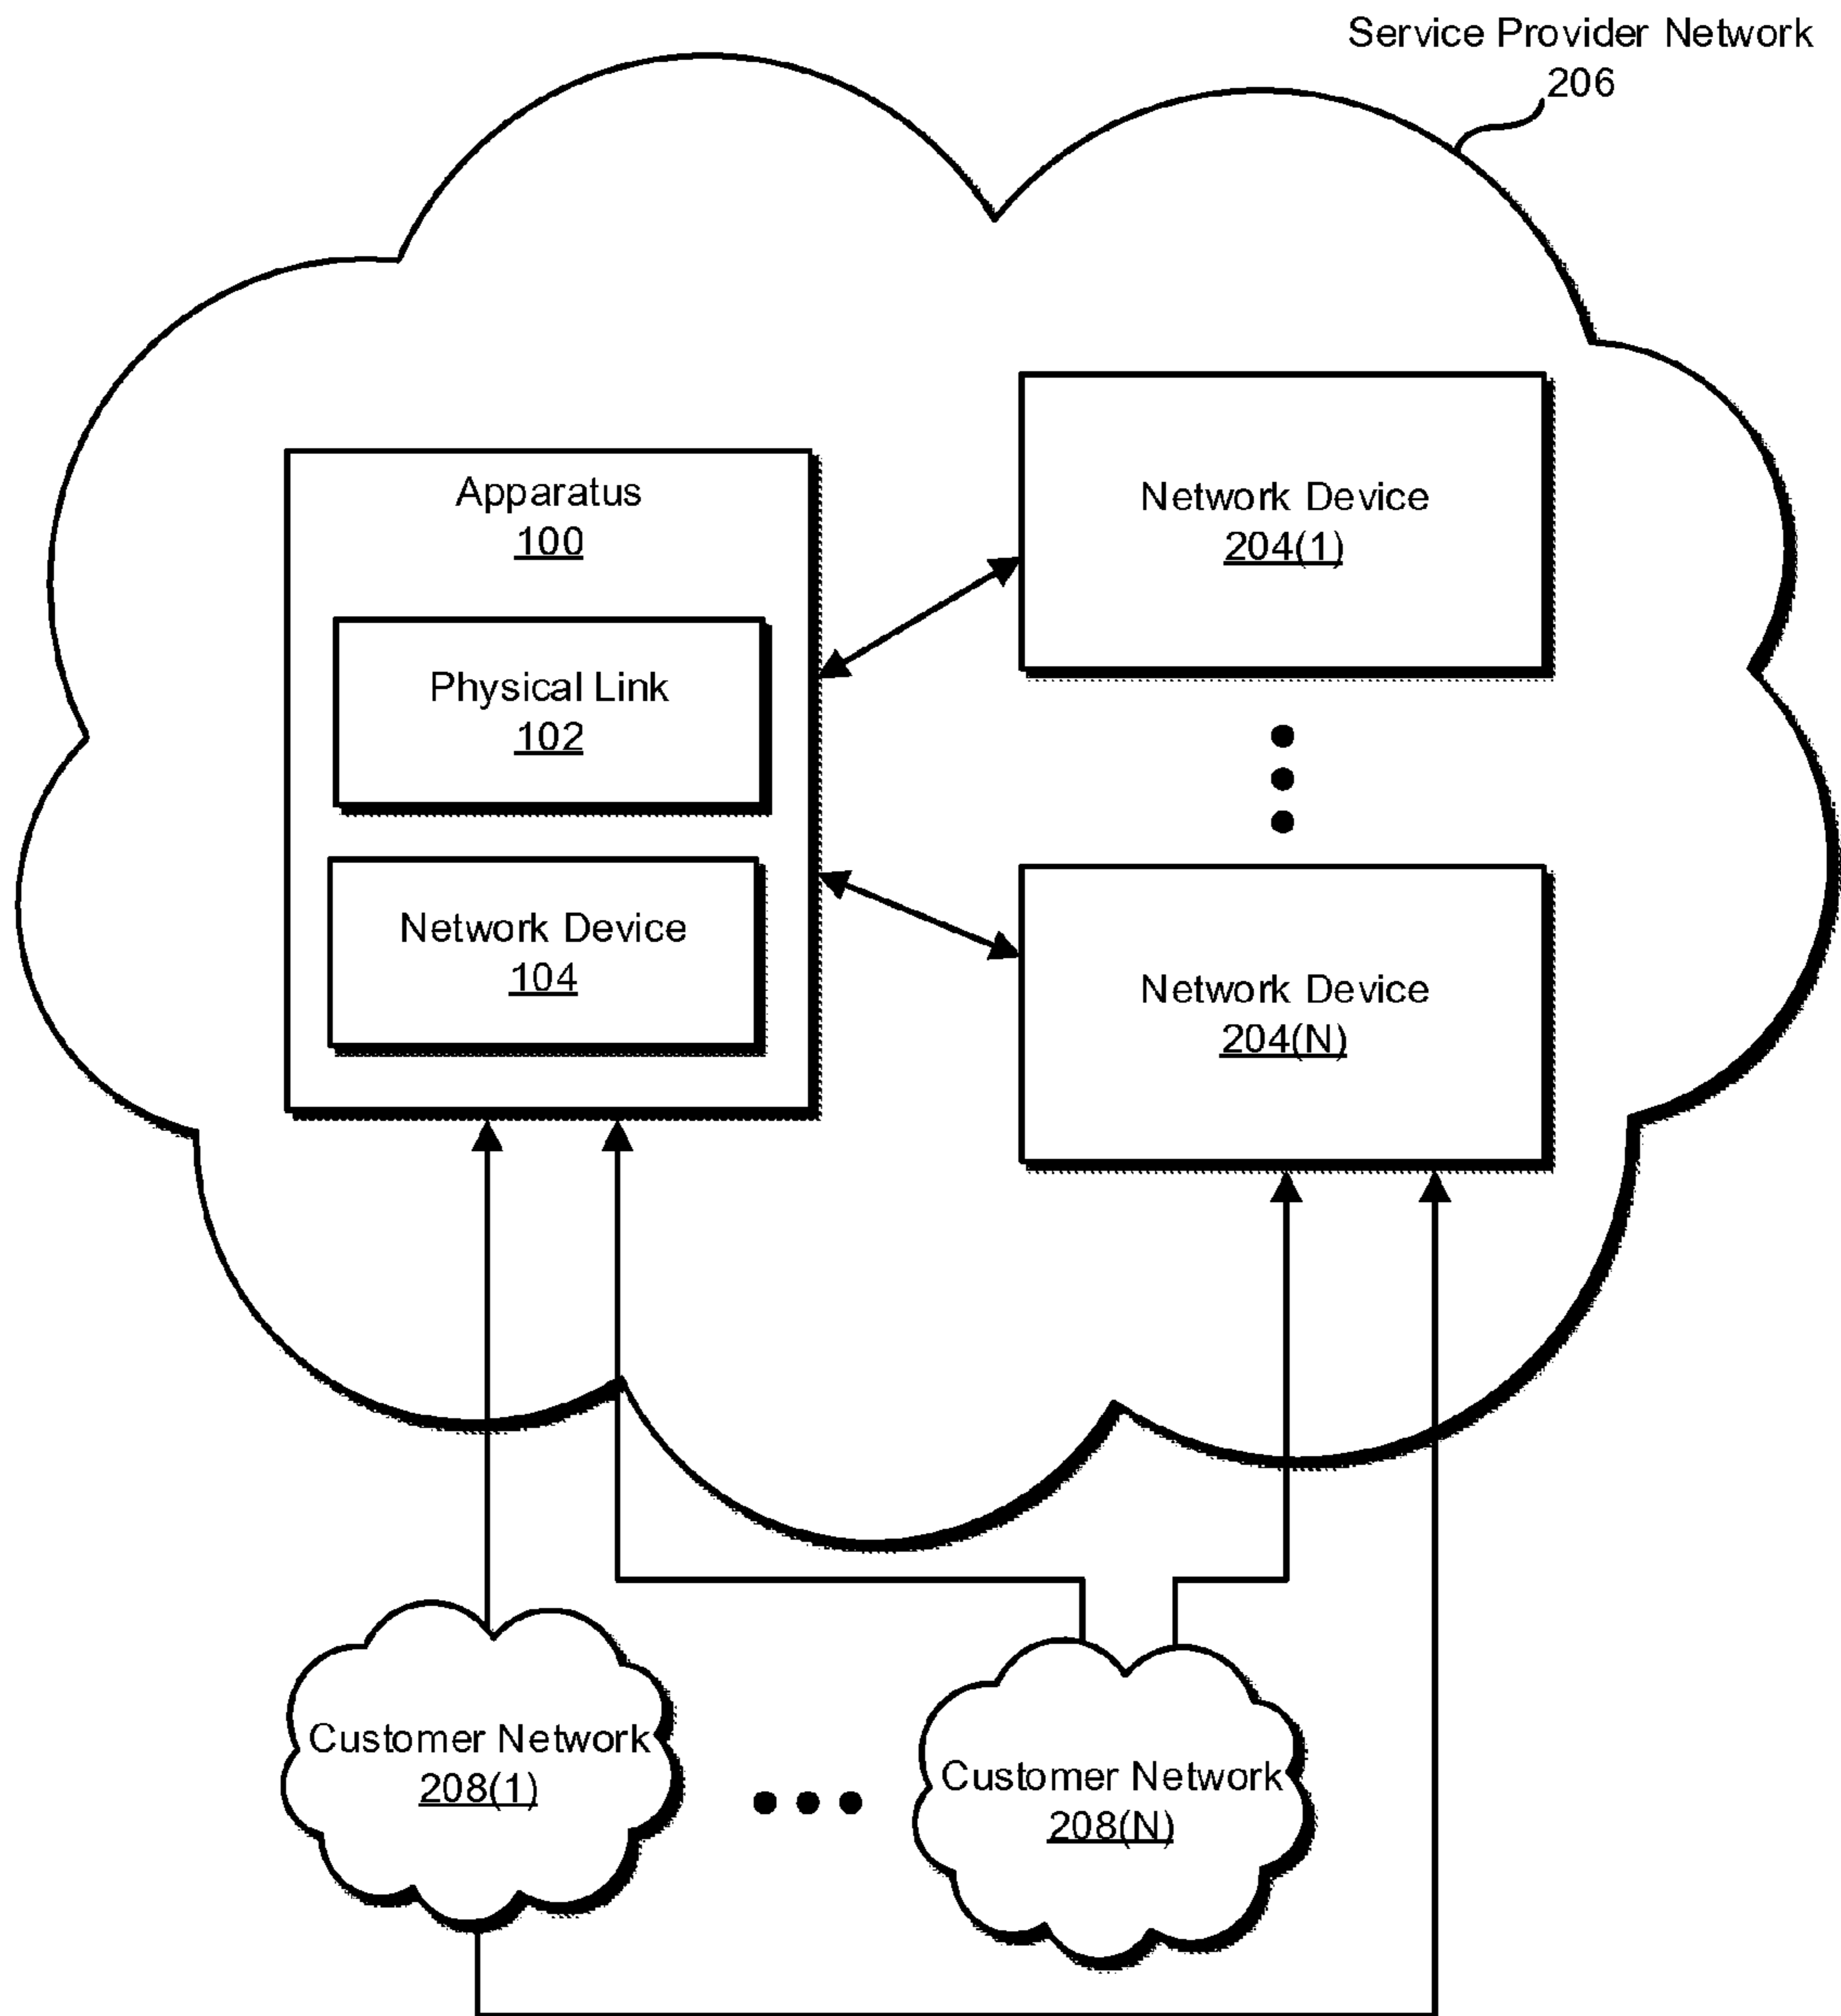 Service Provider Network
206
Apparatus
100
Physical Link
102
Network Device
104
Network Device
204(1)
Network Device
204(N)
Customer Network
208(1)
Customer Network
208(N)